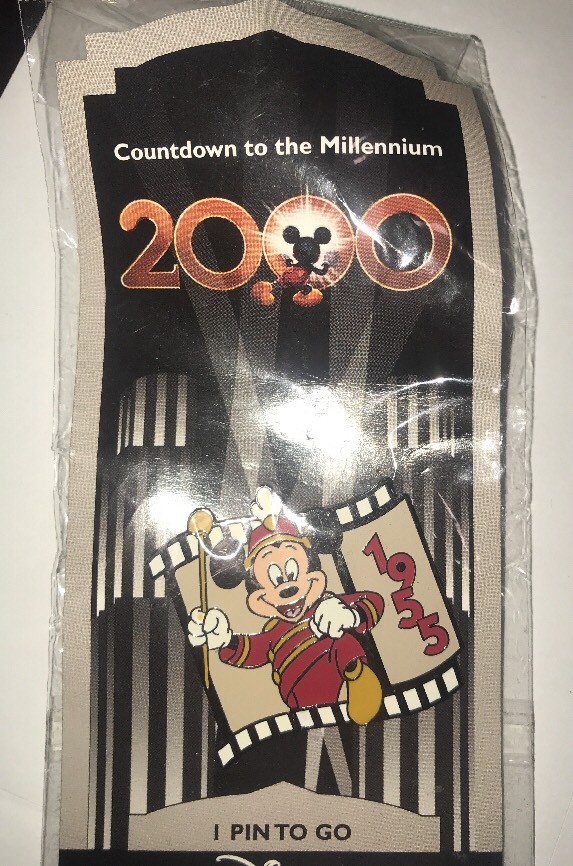 Countdown to the Millennium
2000
1955
1 PIN TO GO